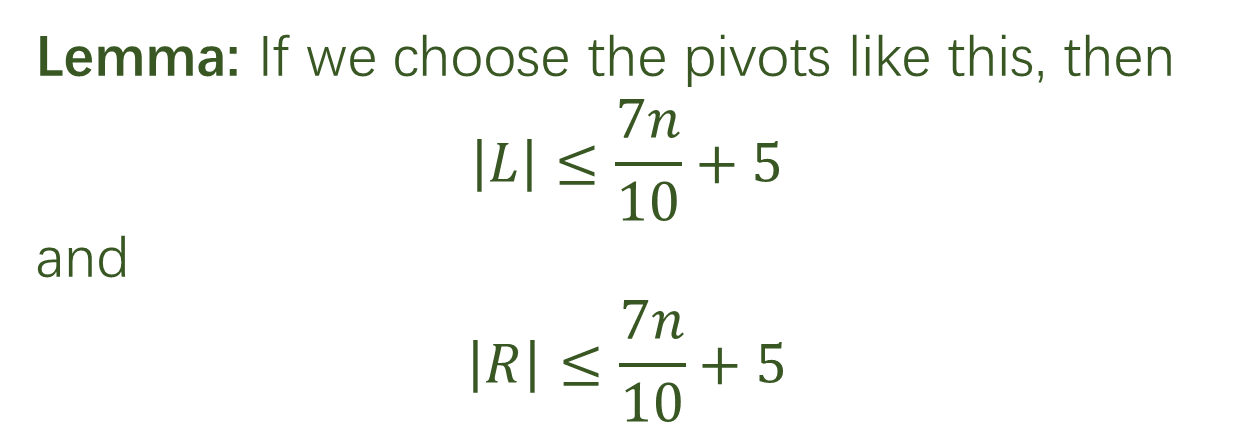 Lemma: If we choose the pivots like this, then
|L| ≤ 7n/10 + 5
and
|R| ≤ 7n/10 + 5